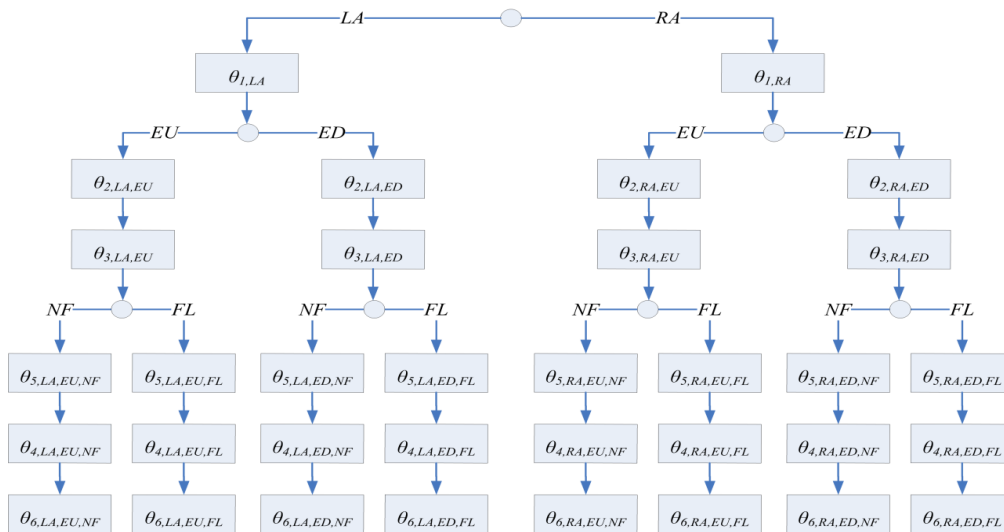 LA RA
θ1,LA θ1,RA
EU ED EU ED
θ2,LA,EU θ2,LA,ED θ2,RA,EU θ2,RA,ED
θ3,LA,EU θ3,LA,ED θ3,RA,EU θ3,RA,ED
NF FL NF FL NF FL NF FL
θ5,LA,EU,NF θ5,LA,EU,FL θ5,LA,ED,NF θ5,LA,ED,FL θ5,RA,EU,NF θ5,RA,EU,FL θ5,RA,ED,NF θ5,RA,ED,FL
θ4,LA,EU,NF θ4,LA,EU,FL θ4,LA,ED,NF θ4,LA,ED,FL θ4,RA,EU,NF θ4,RA,EU,FL θ4,RA,ED,NF θ4,RA,ED,FL
θ6,LA,EU,NF θ6,LA,EU,FL θ6,LA,ED,NF θ6,LA,ED,FL θ6,RA,EU,NF θ6,RA,EU,FL θ6,RA,ED,NF θ6,RA,ED,FL